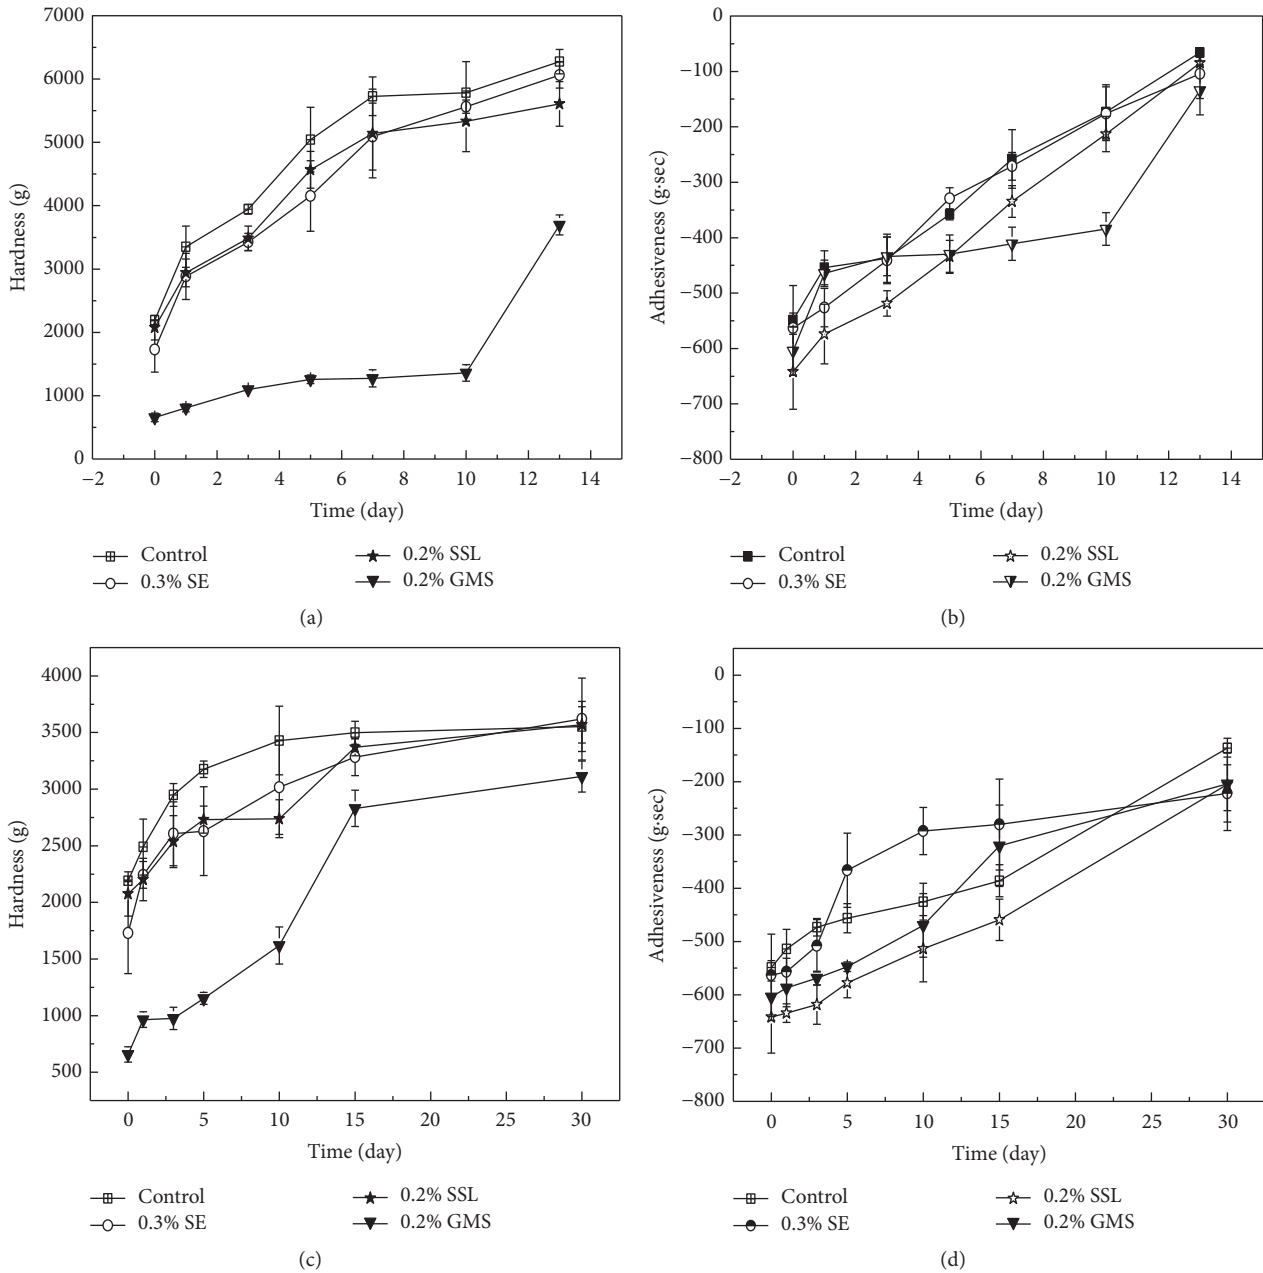 7000
6000
5000
4000
3000
2000
1000
0
Hardness (g)
−2 0 2 4 6 8 10 12 14
Time (day)
Control 0.2% SSL
0.3% SE 0.2% GMS
(a)
0
−100
−200
−300
−400
−500
−600
−700
−800
Adhesiveness (g·sec)
−2 0 2 4 6 8 10 12 14
Time (day)
Control 0.2% SSL
0.3% SE 0.2% GMS
(b)
4000
3500
3000
2500
2000
1500
1000
500
Hardness (g)
0 5 10 15 20 25 30
Time (day)
Control 0.2% SSL
0.3% SE 0.2% GMS
(c)
0
−100
−200
−300
−400
−500
−600
−700
−800
Adhesiveness (g·sec)
0 5 10 15 20 25 30
Time (day)
Control 0.2% SSL
0.3% SE 0.2% GMS
(d)